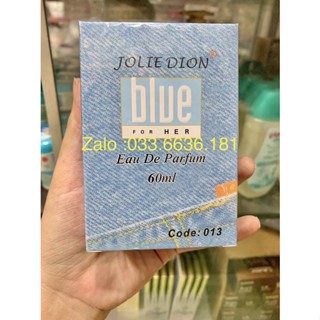 JOLIE DION®
blue
FOR HER
Zalo :033.6636.181
Eau De Parfum
60ml
Code: 013